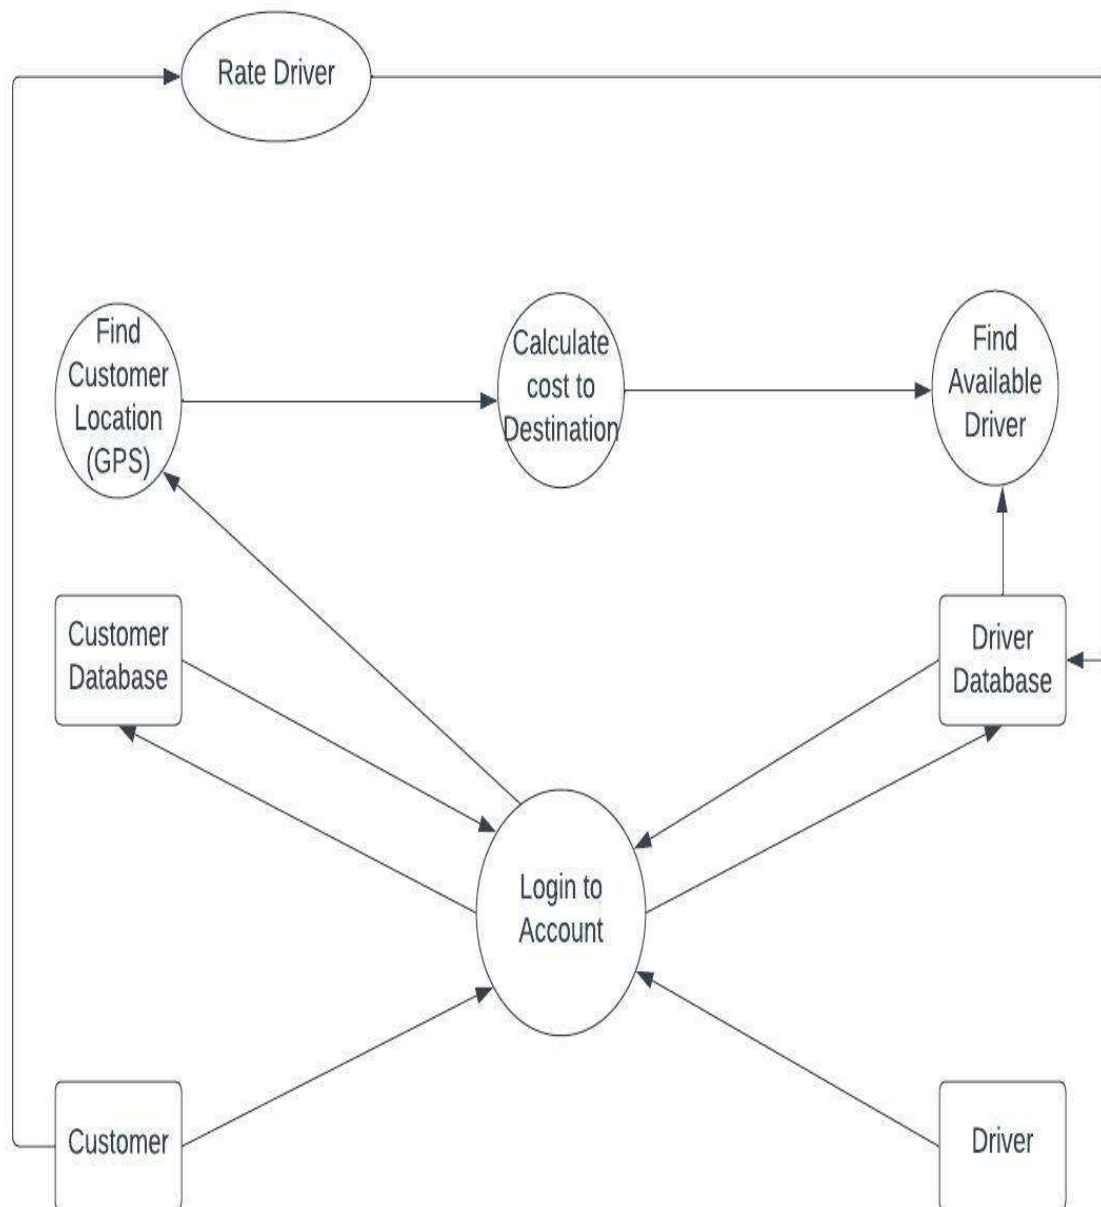 Rate Driver
Find
Customer
Location
(GPS)
Calculate
cost to
Destination
Find
Available
Driver
Customer
Database
Driver
Database
Login to
Account
Customer
Driver